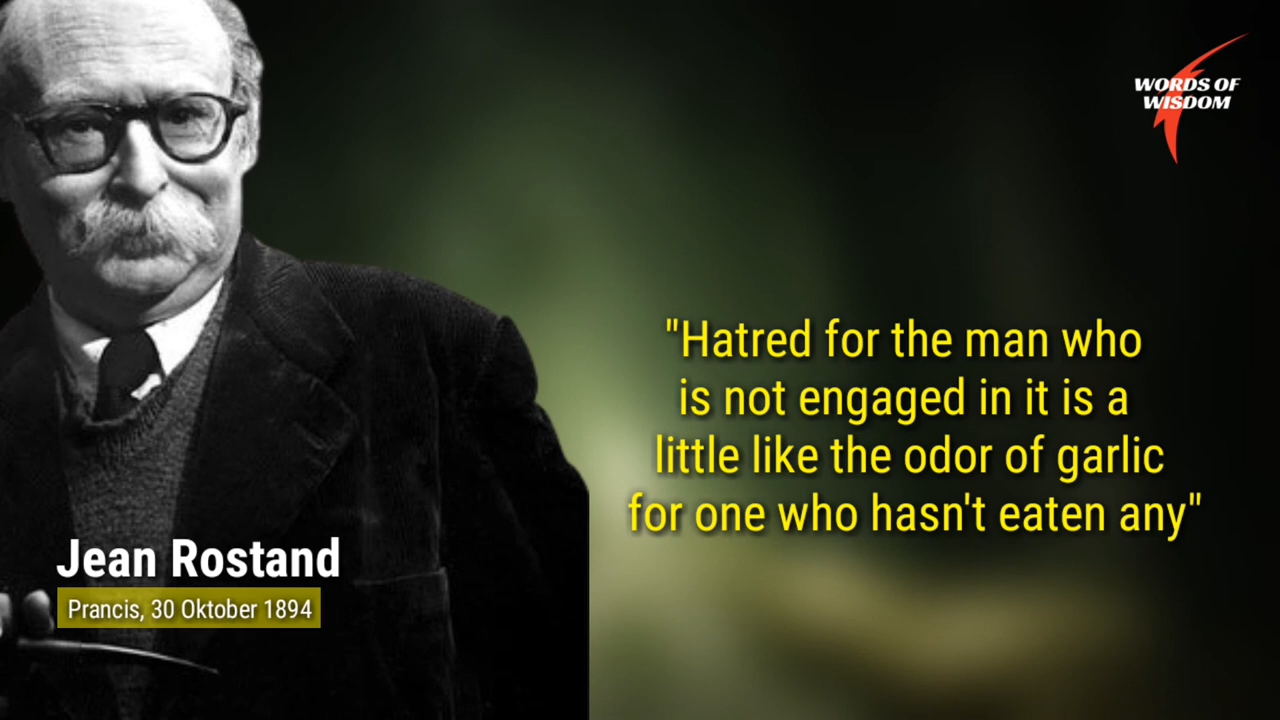 WORDS OF
WISDOM
"Hatred for the man who
is not engaged in it is a
little like the odor of garlic
for one who hasn't eaten any"
Jean Rostand
Prancis, 30 Oktober 1894